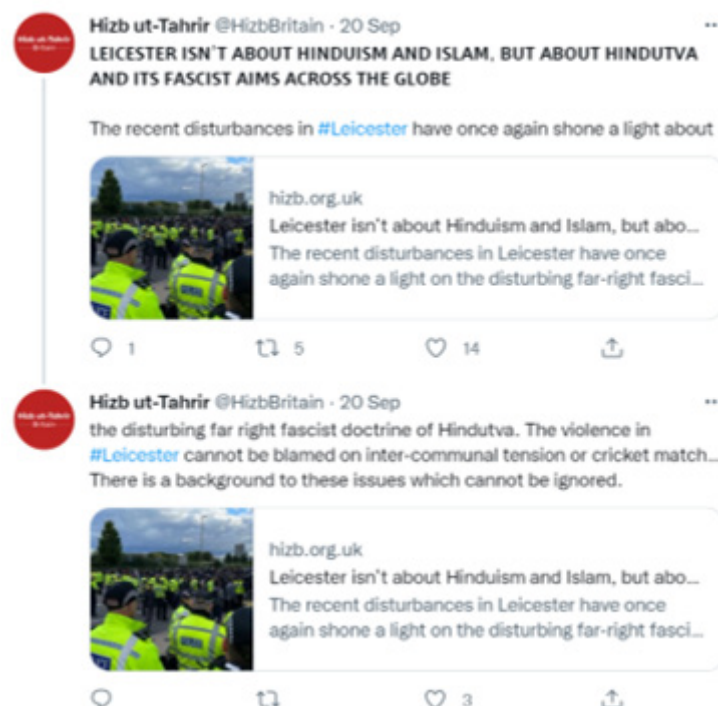 Hizb ut-Tahrir @HizbBritain · 20 Sep
LEICESTER ISN'T ABOUT HINDUISM AND ISLAM, BUT ABOUT HINDUTVA
AND ITS FASCIST AIMS ACROSS THE GLOBE
The recent disturbances in #Leicester have once again shone a light about
hizb.org.uk
Leicester isn't about Hinduism and Islam, but abo...
The recent disturbances in Leicester have once
again shone a light on the disturbing far-right fasci...
1 5 14
Hizb ut-Tahrir @HizbBritain · 20 Sep
the disturbing far right fascist doctrine of Hindutva. The violence in
#Leicester cannot be blamed on inter-communal tension or cricket match...
There is a background to these issues which cannot be ignored.
hizb.org.uk
Leicester isn't about Hinduism and Islam, but abo...
The recent disturbances in Leicester have once
again shone a light on the disturbing far-right fasci...
3